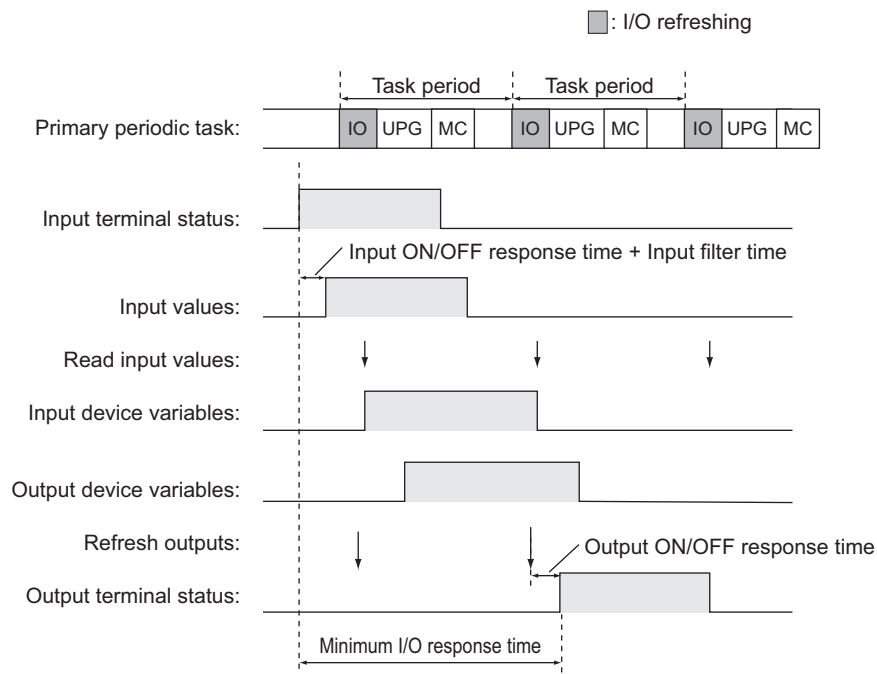 : I/O refreshing
Task period Task period
Primary periodic task: IO UPG MC IO UPG MC IO UPG MC
Input terminal status:
Input ON/OFF response time + Input filter time
Input values:
Read input values:
Input device variables:
Output device variables:
Refresh outputs:
Output ON/OFF response time
Output terminal status:
Minimum I/O response time